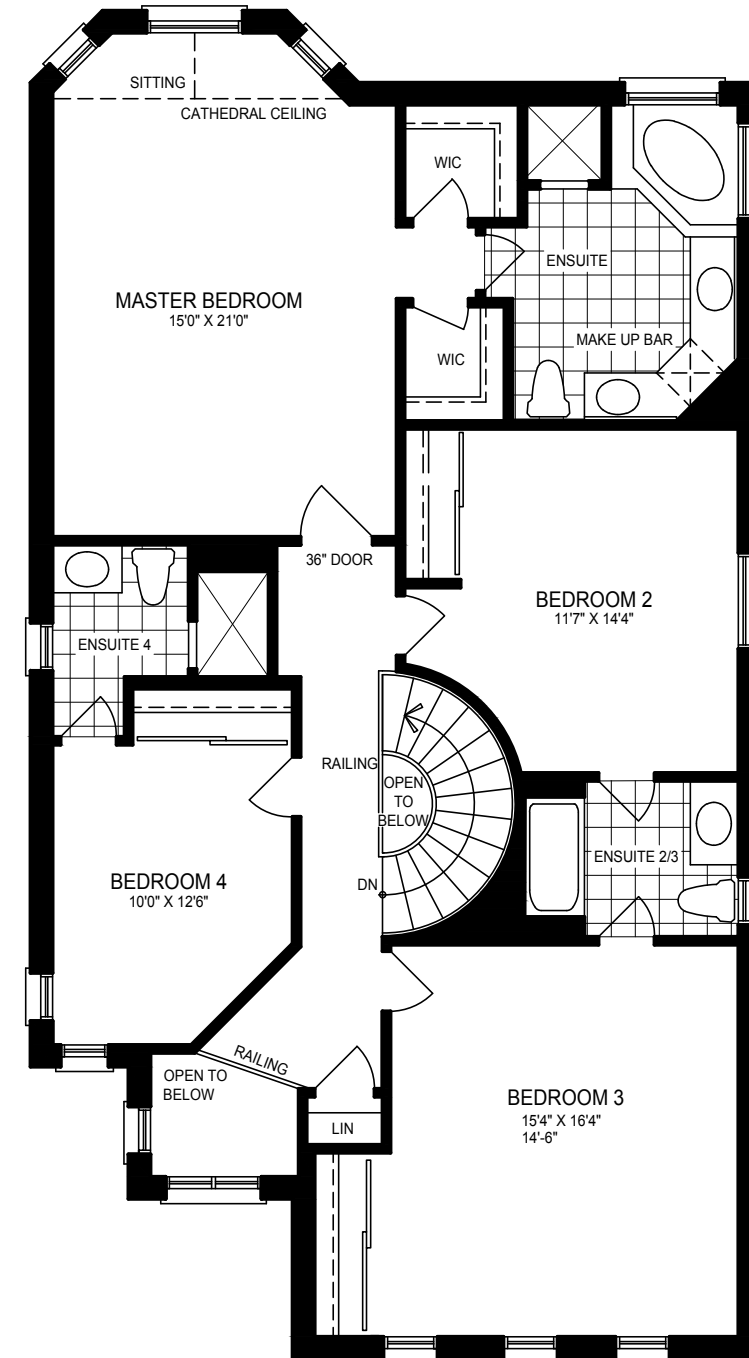 SITTING
CATHEDRAL CEILING
WIC
ENSUITE
MASTER BEDROOM
15'0" X 21'0"
MAKE UP BAR
WIC
36" DOOR
BEDROOM 2
11'7" X 14'4"
ENSUITE 4
RAILING
OPEN
TO
BELOW
ENSUITE 2/3
BEDROOM 4
10'0" X 12'6"
DN
RAILING
OPEN TO
BELOW
BEDROOM 3
15'4" X 16'4"
14'-6"
LIN